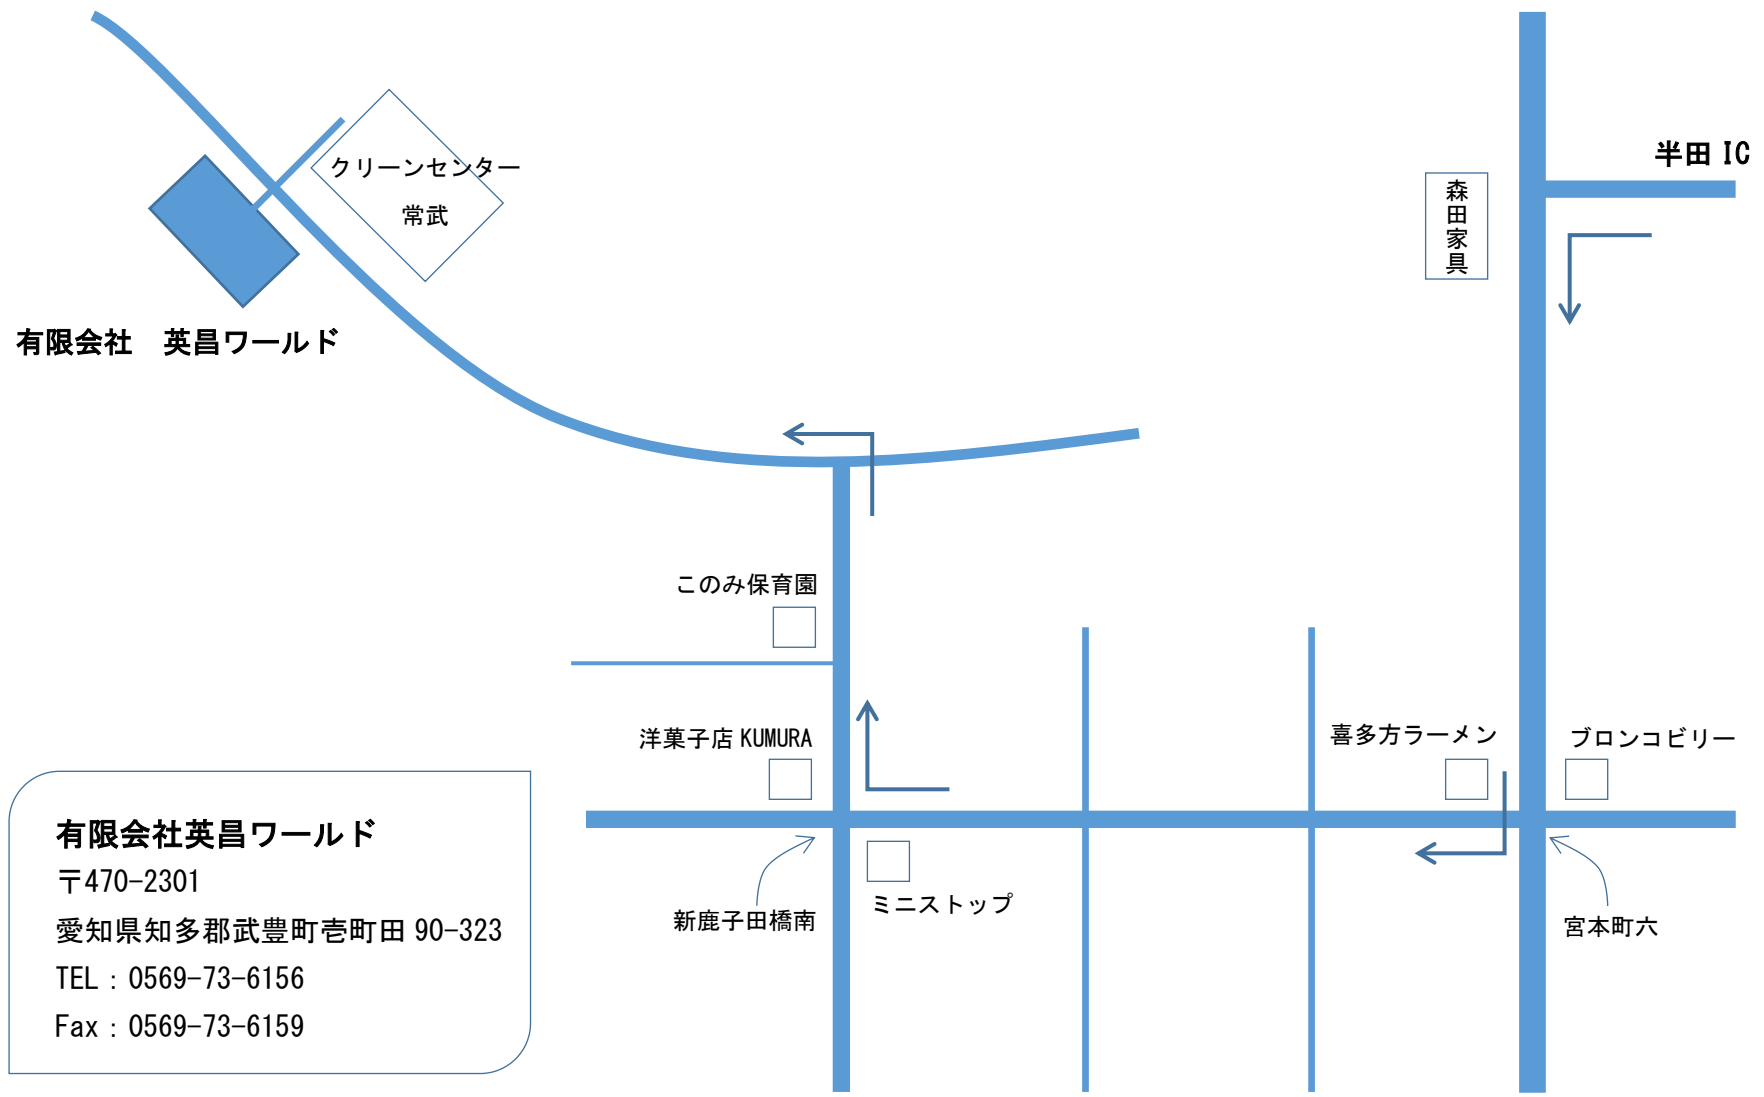 半田 IC
クリーンセンター
常武
森田家具
有限会社　英昌ワールド
このみ保育園
洋菓子店 KUMURA
喜多方ラーメン
ブロンコビリー
ミニストップ
新鹿子田橋南
宮本町六
有限会社英昌ワールド
〒470-2301
愛知県知多郡武豊町壱町田 90-323
TEL：0569-73-6156
Fax：0569-73-6159